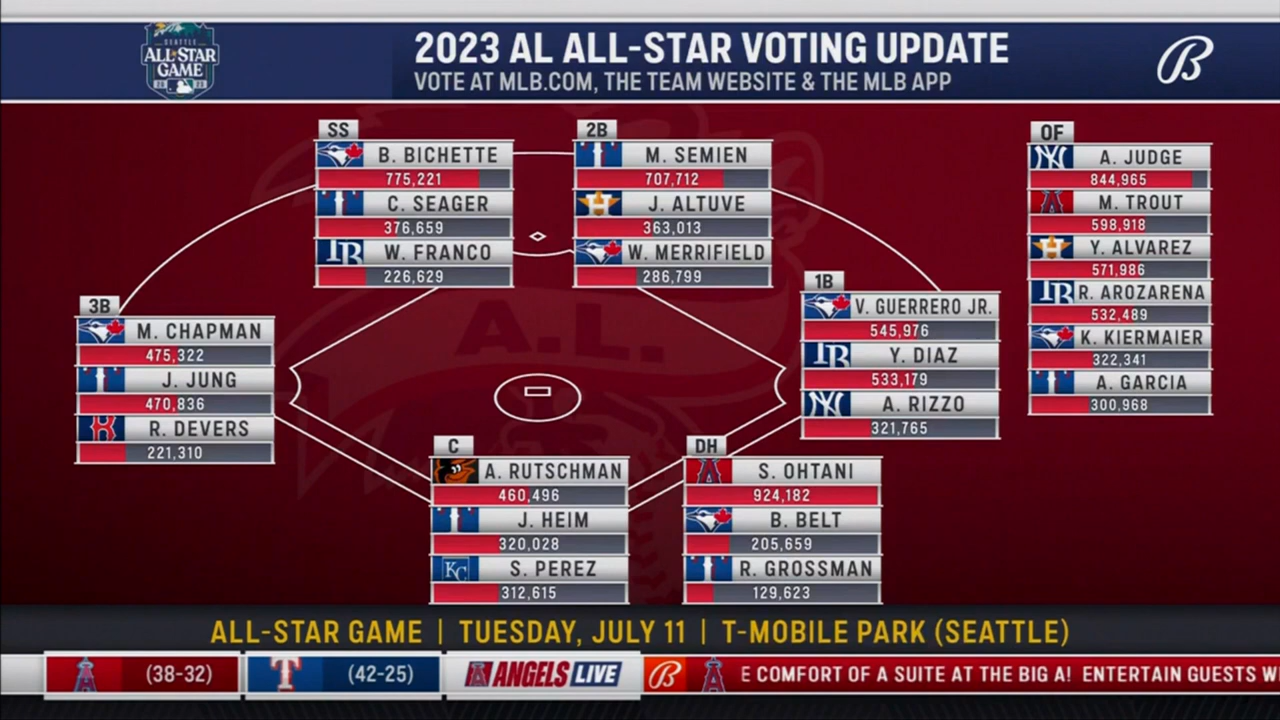 SEATTLE
ALL-STAR
GAME
2023 AL ALL-STAR VOTING UPDATE
VOTE AT MLB.COM, THE TEAM WEBSITE & THE MLB APP
B
SS
B. BICHETTE
775,221
C. SEAGER
376,659
W. FRANCO
226,629
2B
M. SEMIEN
707,712
J. ALTUVE
363,013
W. MERRIFIELD
286,799
OF
A. JUDGE
844,965
M. TROUT
598,918
Y. ALVAREZ
571,986
R. AROZARENA
532,489
K. KIERMAIER
322,341
A. GARCIA
300,968
3B
M. CHAPMAN
475,322
J. JUNG
470,836
R. DEVERS
221,310
1B
V. GUERRERO JR.
545,976
Y. DIAZ
533,179
A. RIZZO
321,765
A.L.
C
A. RUTSCHMAN
460,496
J. HEIM
320,028
S. PEREZ
312,615
DH
S. OHTANI
924,182
B. BELT
205,659
R. GROSSMAN
129,623
ALL-STAR GAME | TUESDAY, JULY 11 | T-MOBILE PARK (SEATTLE)
A (38-32) T (42-25) ANGELS LIVE B A E COMFORT OF A SUITE AT THE BIG A! ENTERTAIN GUESTS